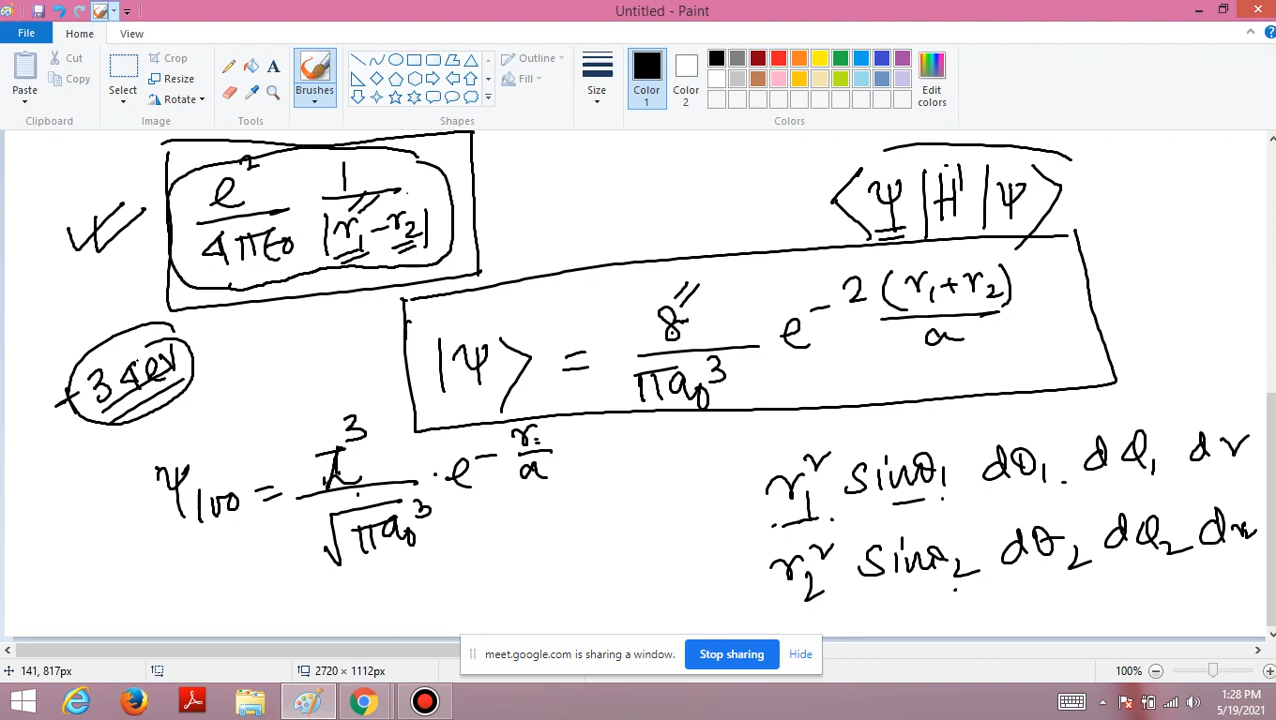 Untitled - Paint
File Home View
Paste Cut Copy Clipboard
Select Crop Resize Rotate Image
A Tools
Brushes
Outline Fill Shapes
Size
Color 1 Color 2 Edit colors Colors
e² / 4πϵ0 1 / |r1 - r2|
⟨Ψ|H'|Ψ⟩
|Ψ⟩ = 8 / πa0³ e^- 2(r1+r2) / a
34eV
Ψ100 = / √πa0³ · e^- r / a
r1² sinθ1 dθ1 dϕ1 dr
r2² sinθ2 dθ2 dϕ2 dr
meet.google.com is sharing a window. Stop sharing Hide
141, 817px 2720 × 1112px 100%
1:28 PM
5/19/2021